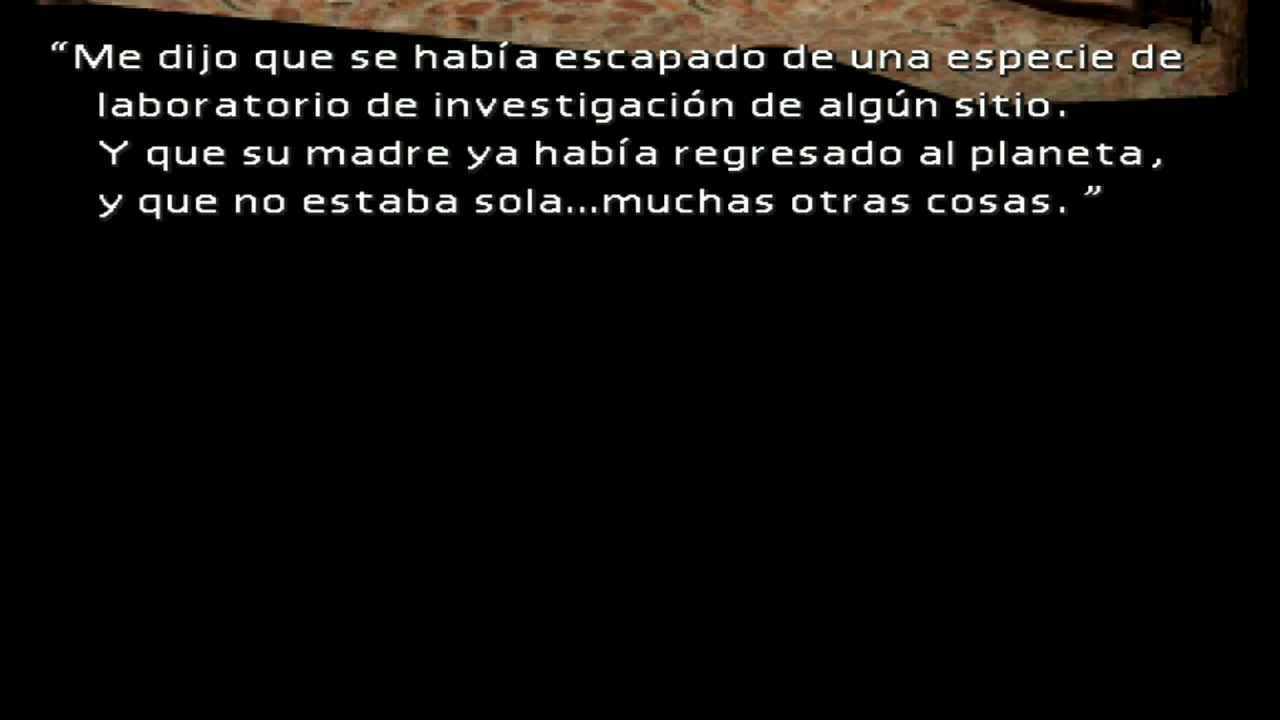 “Me dijo que se había escapado de una especie de
laboratorio de investigación de algún sitio.
Y que su madre ya había regresado al planeta,
y que no estaba sola...muchas otras cosas. ”